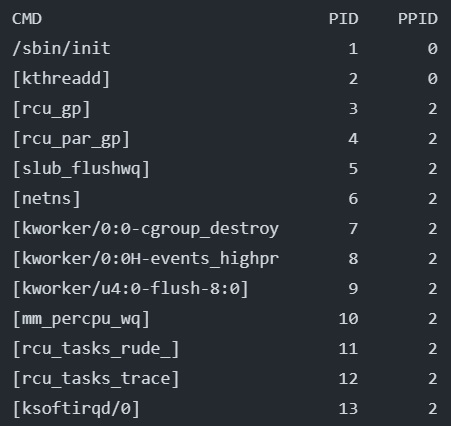 CMD PID PPID
/sbin/init 1 0
[kthreadd] 2 0
[rcu_gp] 3 2
[rcu_par_gp] 4 2
[slub_flushwq] 5 2
[netns] 6 2
[kworker/0:0-cgroup_destroy 7 2
[kworker/0:0H-events_highpr 8 2
[kworker/u4:0-flush-8:0] 9 2
[mm_percpu_wq] 10 2
[rcu_tasks_rude_] 11 2
[rcu_tasks_trace] 12 2
[ksoftirqd/0] 13 2